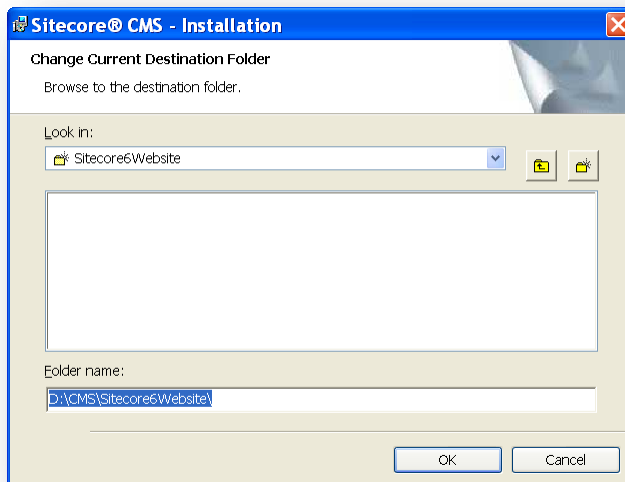 Sitecore® CMS - Installation
Change Current Destination Folder
Browse to the destination folder.
Look in:
Sitecore6Website
Folder name:
D:\CMS\Sitecore6Website\
OK Cancel